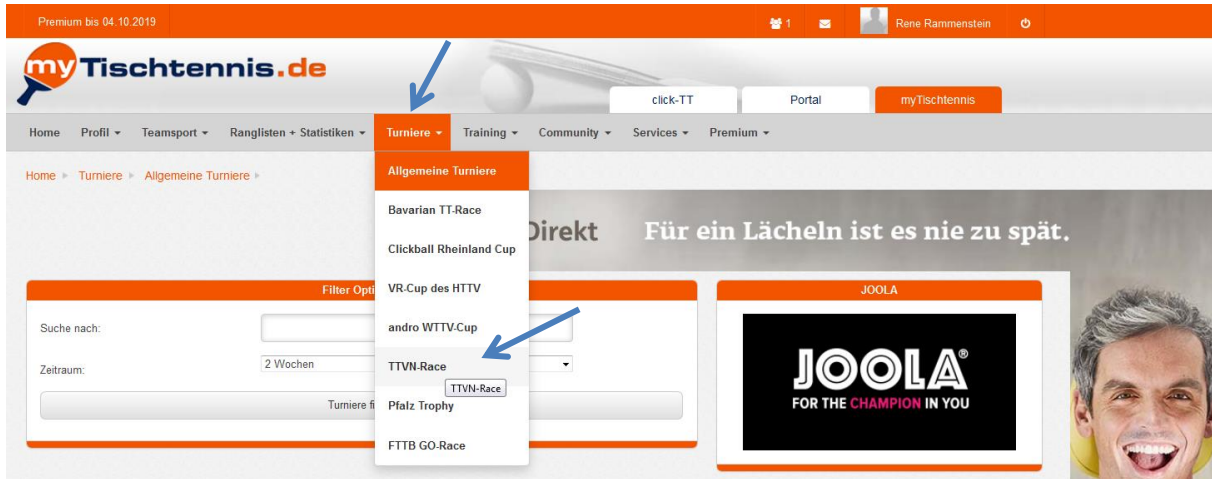 Premium bis 04.10.2019
1
Rene Rammenstein
myTischtennis.de
click-TT Portal myTischtennis
Home Profil Teamsport Ranglisten + Statistiken Turniere Training Community Services Premium
Allgemeine Turniere
Home Turniere Allgemeine Turniere
Bavarian TT-Race
Direkt Für ein Lächeln ist es nie zu spät.
Clickball Rheinland Cup
VR-Cup des HTTV
Filter Opti
JOOLA
Suche nach:
andro WTTV-Cup
Zeitraum:
2 Wochen
TTVN-Race
TTVN-Race
JOOLA®
FOR THE CHAMPION IN YOU
Turniere fi
Pfalz Trophy
FTTB GO-Race